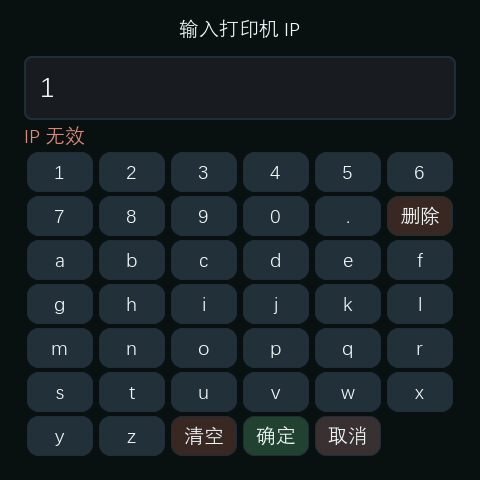 输入打印机 IP
1
IP 无效
1 2 3 4 5 6
7 8 9 0 . 删除
a b c d e f
g h i j k l
m n o p q r
s t u v w x
y z 清空 确定 取消